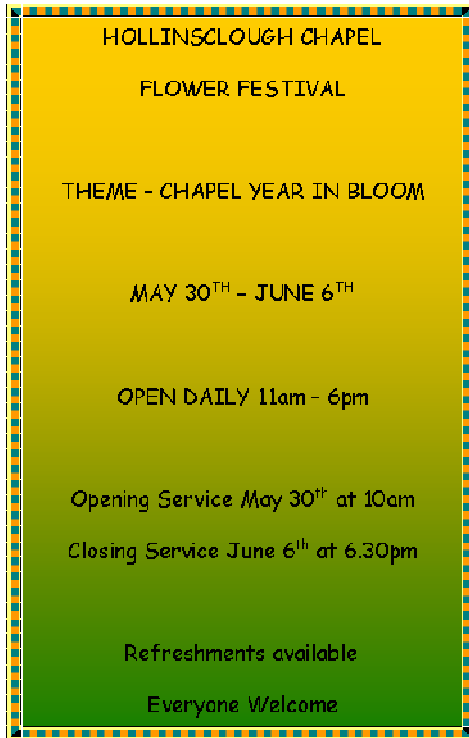 HOLLINSCLOUGH CHAPEL
FLOWER FESTIVAL
THEME - CHAPEL YEAR IN BLOOM
MAY 30TH - JUNE 6TH
OPEN DAILY 11am - 6pm
Opening Service May 30th at 10am
Closing Service June 6th at 6.30pm
Refreshments available
Everyone Welcome